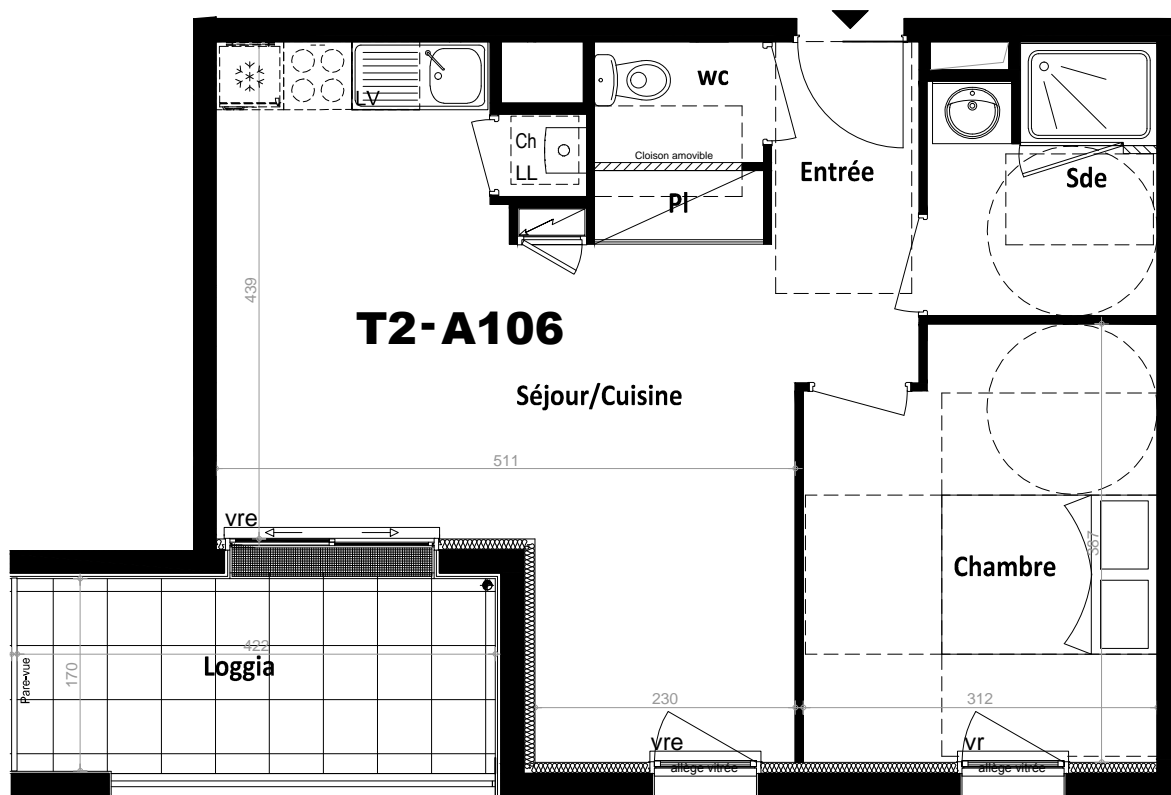 wc
LV
Ch
LL
Cloison amovible
Entrée
Sde
Pl
439
T2-A106
Séjour/Cuisine
511
vre
387
Chambre
422
Loggia
170
Pare-vue
230
312
vre
allège vitrée
vr
allège vitrée